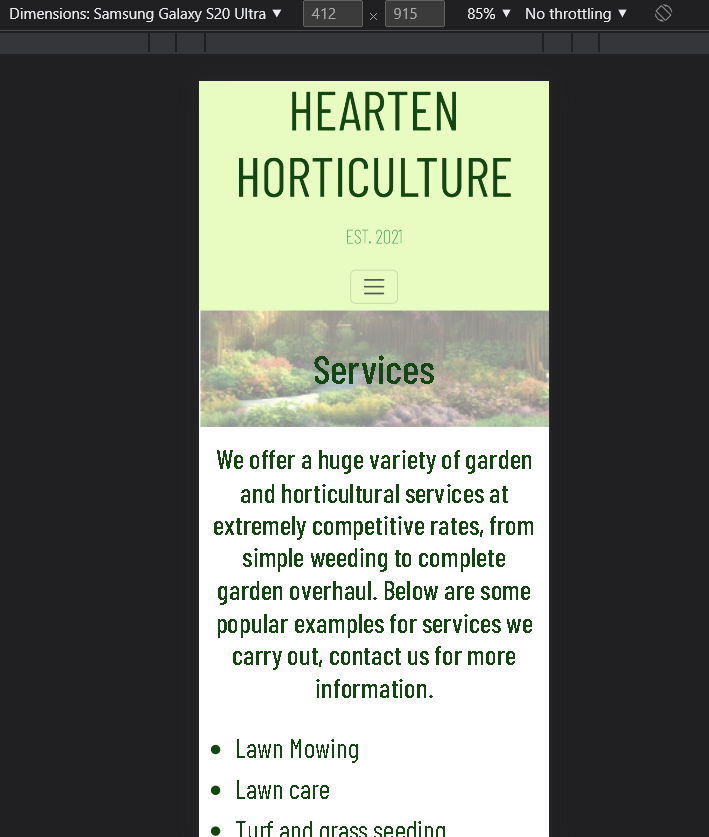 Dimensions: Samsung Galaxy S20 Ultra ▼ 412 × 915 85% ▼ No throttling ▼
HEARTEN
HORTICULTURE
EST. 2021
Services
We offer a huge variety of garden
and horticultural services at
extremely competitive rates, from
simple weeding to complete
garden overhaul. Below are some
popular examples for services we
carry out, contact us for more
information.
• Lawn Mowing
• Lawn care
• Turf and grass seeding